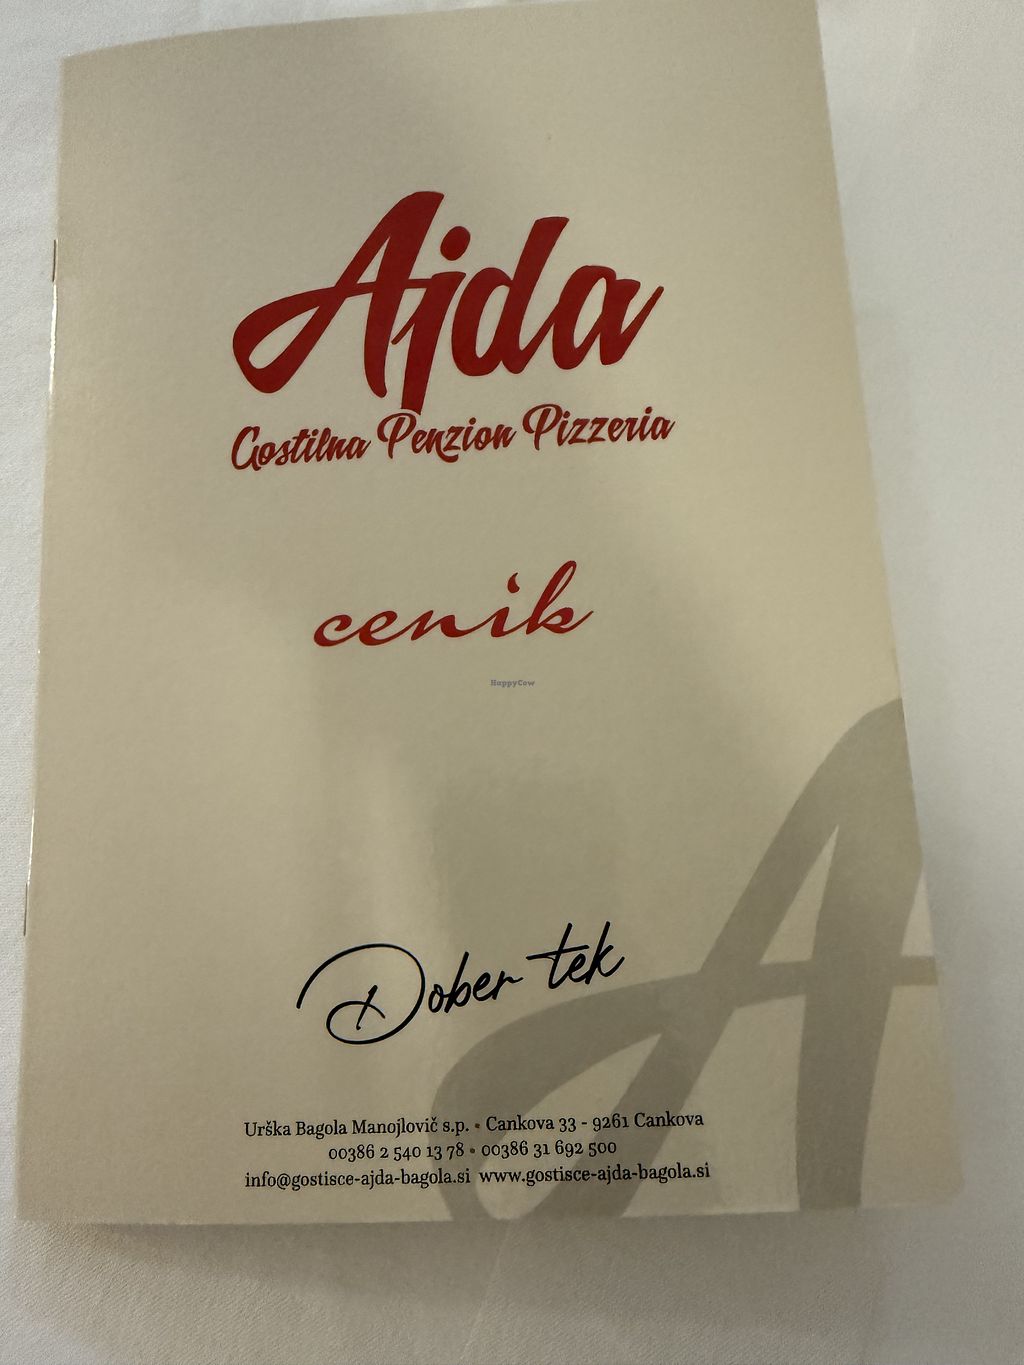 Ajda
Gostilna Penzion Pizzeria
cenik
HappyCow
Dober tek
Urška Bagola Manojlovič s.p. • Cankova 33 - 9261 Cankova
00386 2 540 13 78 • 00386 31 692 500
info@gostisce-ajda-bagola.si www.gostisce-ajda-bagola.si